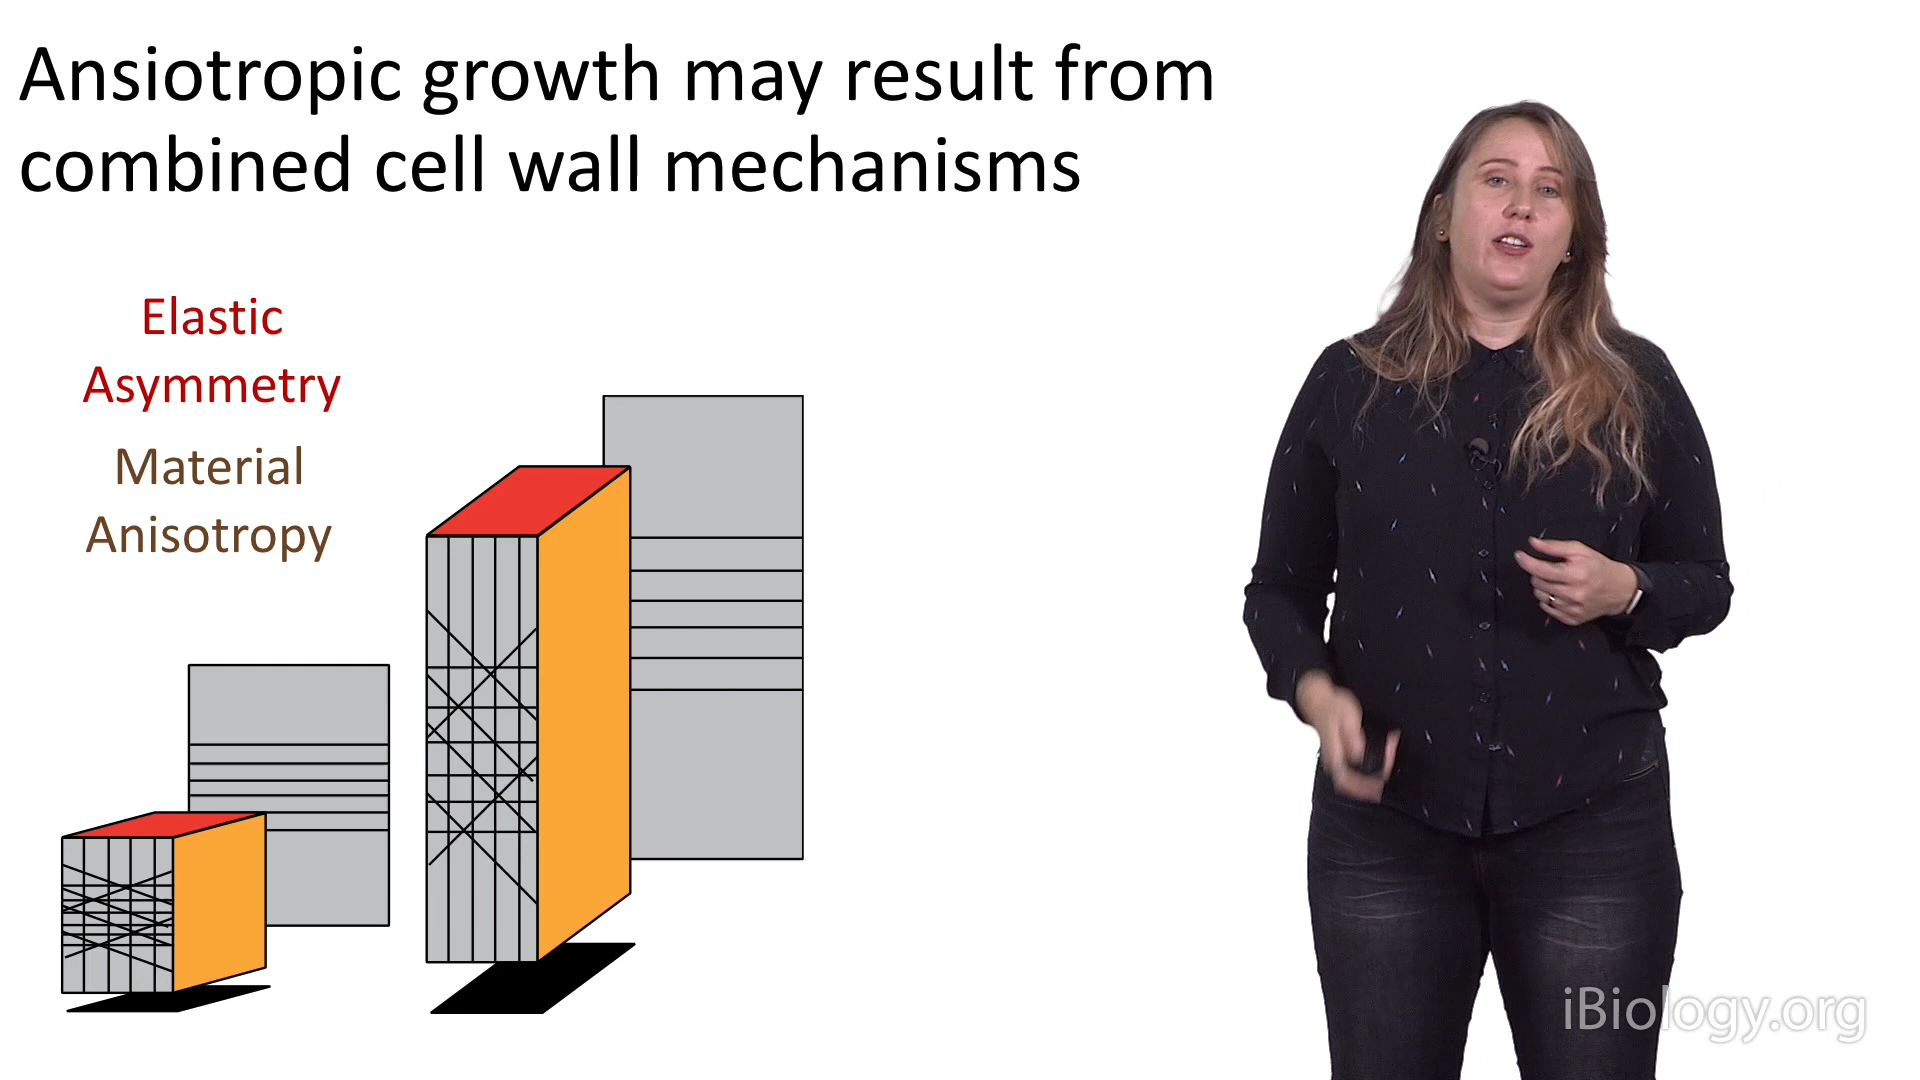 Ansiotropic growth may result from
combined cell wall mechanisms
Elastic
Asymmetry
Material
Anisotropy
iBiology.org